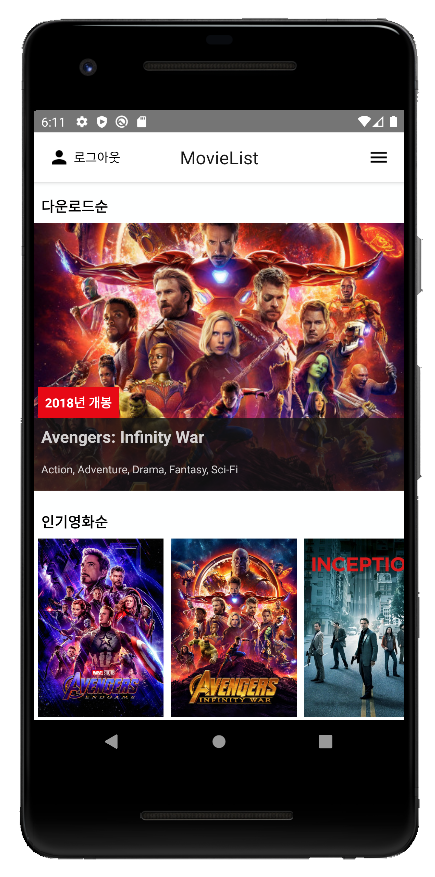 6:11
로그아웃
MovieList
다운로드순
2018년 개봉
Avengers: Infinity War
Action, Adventure, Drama, Fantasy, Sci-Fi
인기영화순
AVENGERS
ENDGAME
AVENGERS
INFINITY WAR
INCEPTIO